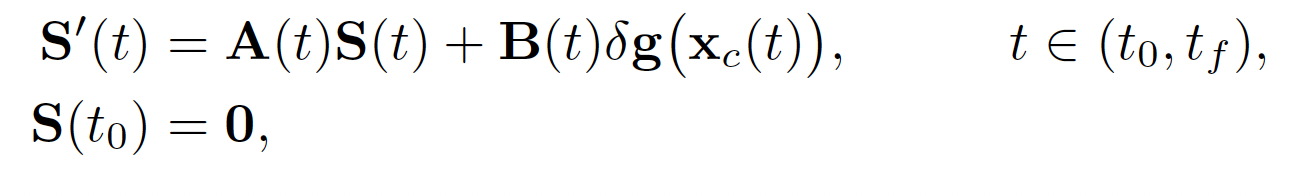 S′(t) = A(t)S(t) + B(t)δg(x_c(t)), t ∈ (t_0, t_f),
S(t_0) = 0,